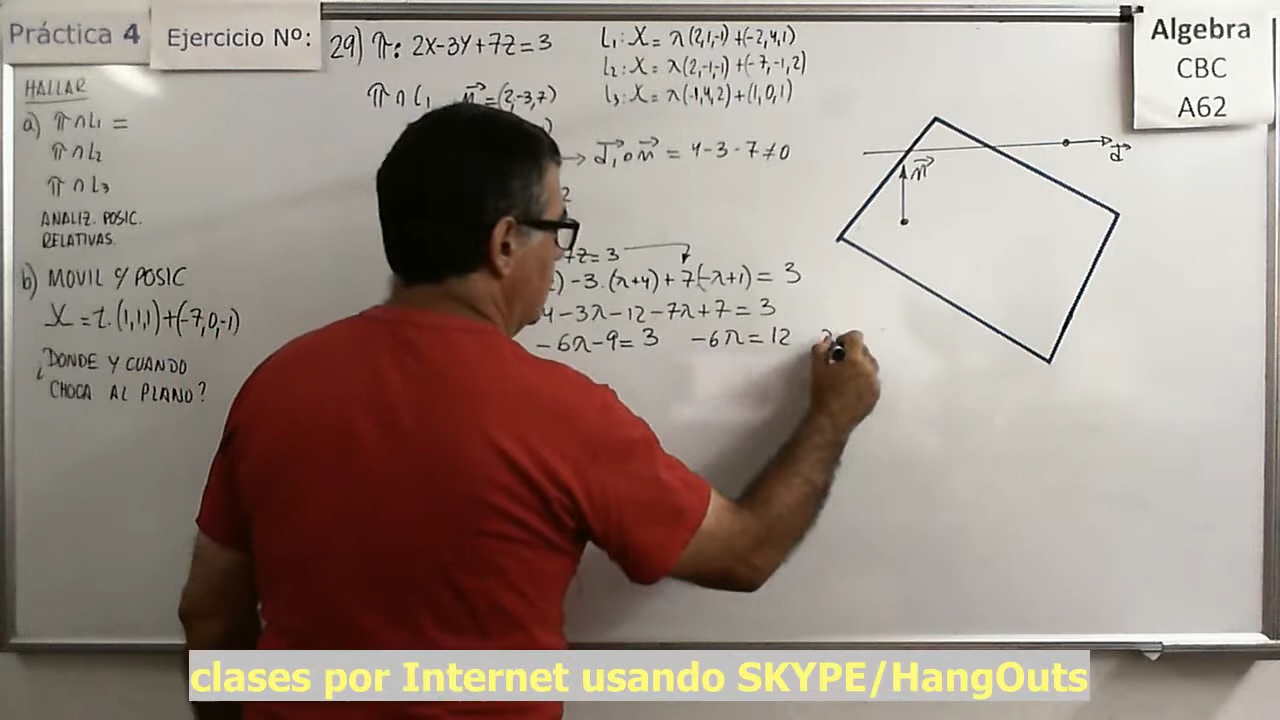 Práctica 4
Ejercicio Nº:
29) π: 2X-3Y+7Z=3
L1: X = λ(2,1,-1)+(-2,4,1)
L2: X = λ(2,-1,-1)+(-7,-1,2)
L3: X = λ(-1,4,2)+(1,0,1)
Algebra
CBC
A62
HALLAR
a) π∩L1 =
π∩L2
π∩L3
ANALIZ. POSIC.
RELATIVAS.
b) MOVIL c/ POSIC
X = t.(1,1,1)+(-7,0,-1)
¿DONDE Y CUANDO
CHOCA AL PLANO?
π∩L1 n=(2,-3,7)
→ d1∘n = 4-3-7≠0
7Z=3
) -3.(λ+4)+7(-λ+1) = 3
4-3λ-12-7λ+7=3
-6λ-9=3 -6λ=12
n
d
clases por Internet usando SKYPE/HangOuts